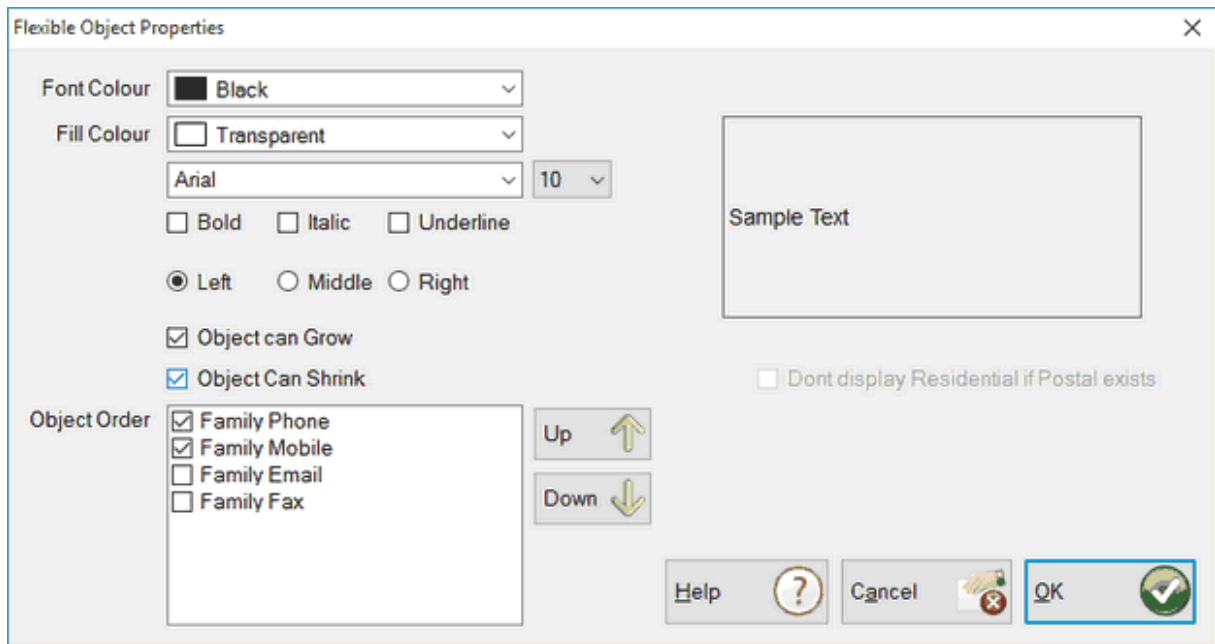 Flexible Object Properties
Font Colour Black
Fill Colour Transparent
Arial 10
Bold Italic Underline
Sample Text
Left Middle Right
Object can Grow
Object Can Shrink
Dont display Residential if Postal exists
Object Order
Family Phone
Family Mobile
Family Email
Family Fax
Up
Down
Help ? Cancel OK